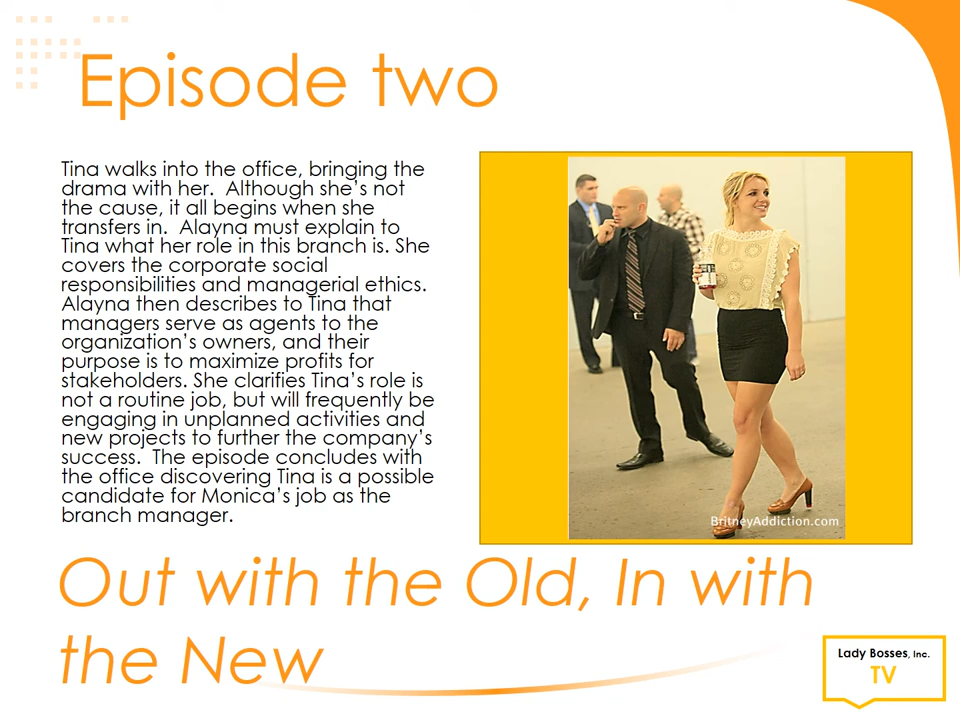 Episode two
Tina walks into the office, bringing the
drama with her.  Although she's not
the cause, it all begins when she
transfers in.  Alayna must explain to
Tina what her role in this branch is. She
covers the corporate social
responsibilities and managerial ethics.
Alayna then describes to Tina that
managers serve as agents to the
organization's owners, and their
purpose is to maximize profits for
stakeholders. She clarifies Tina's role is
not a routine job, but will frequently be
engaging in unplanned activities and
new projects to further the company's
success.  The episode concludes with
the office discovering Tina is a possible
candidate for Monica's job as the
branch manager.
BritneyAddiction.com
Out with the Old, In with
the New
Lady Bosses, Inc.
TV